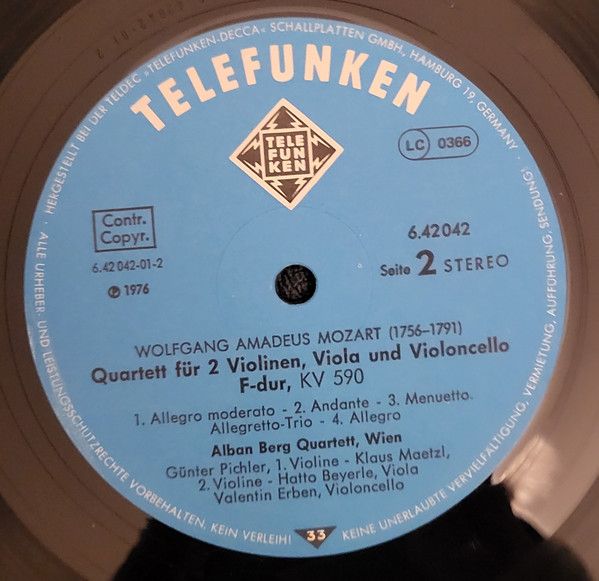 HERGESTELLT BEI DER TELDEC »TELEFUNKEN-DECCA« SCHALLPLATTEN GMBH., HAMBURG 19, GERMANY ·
TELEFUNKEN
TELE
FUN
KEN
LC 0366
Contr.
Copyr.
6.42042-01-2
℗ 1976
6.42042
Seite 2 STEREO
WOLFGANG AMADEUS MOZART (1756–1791)
Quartett für 2 Violinen, Viola und Violoncello
F-dur, KV 590
1. Allegro moderato - 2. Andante - 3. Menuetto.
Allegretto-Trio - 4. Allegro
Alban Berg Quartett, Wien
Günter Pichler, 1. Violine - Klaus Maetzl,
2. Violine - Hatto Beyerle, Viola
Valentin Erben, Violoncello
· ALLE URHEBER- UND LEISTUNGSSCHUTZRECHTE VORBEHALTEN. KEIN VERLEIH!
33
KEINE UNERLAUBTE VERVIELFÄLTIGUNG, VERMIETUNG, AUFFÜHRUNG, SENDUNG!